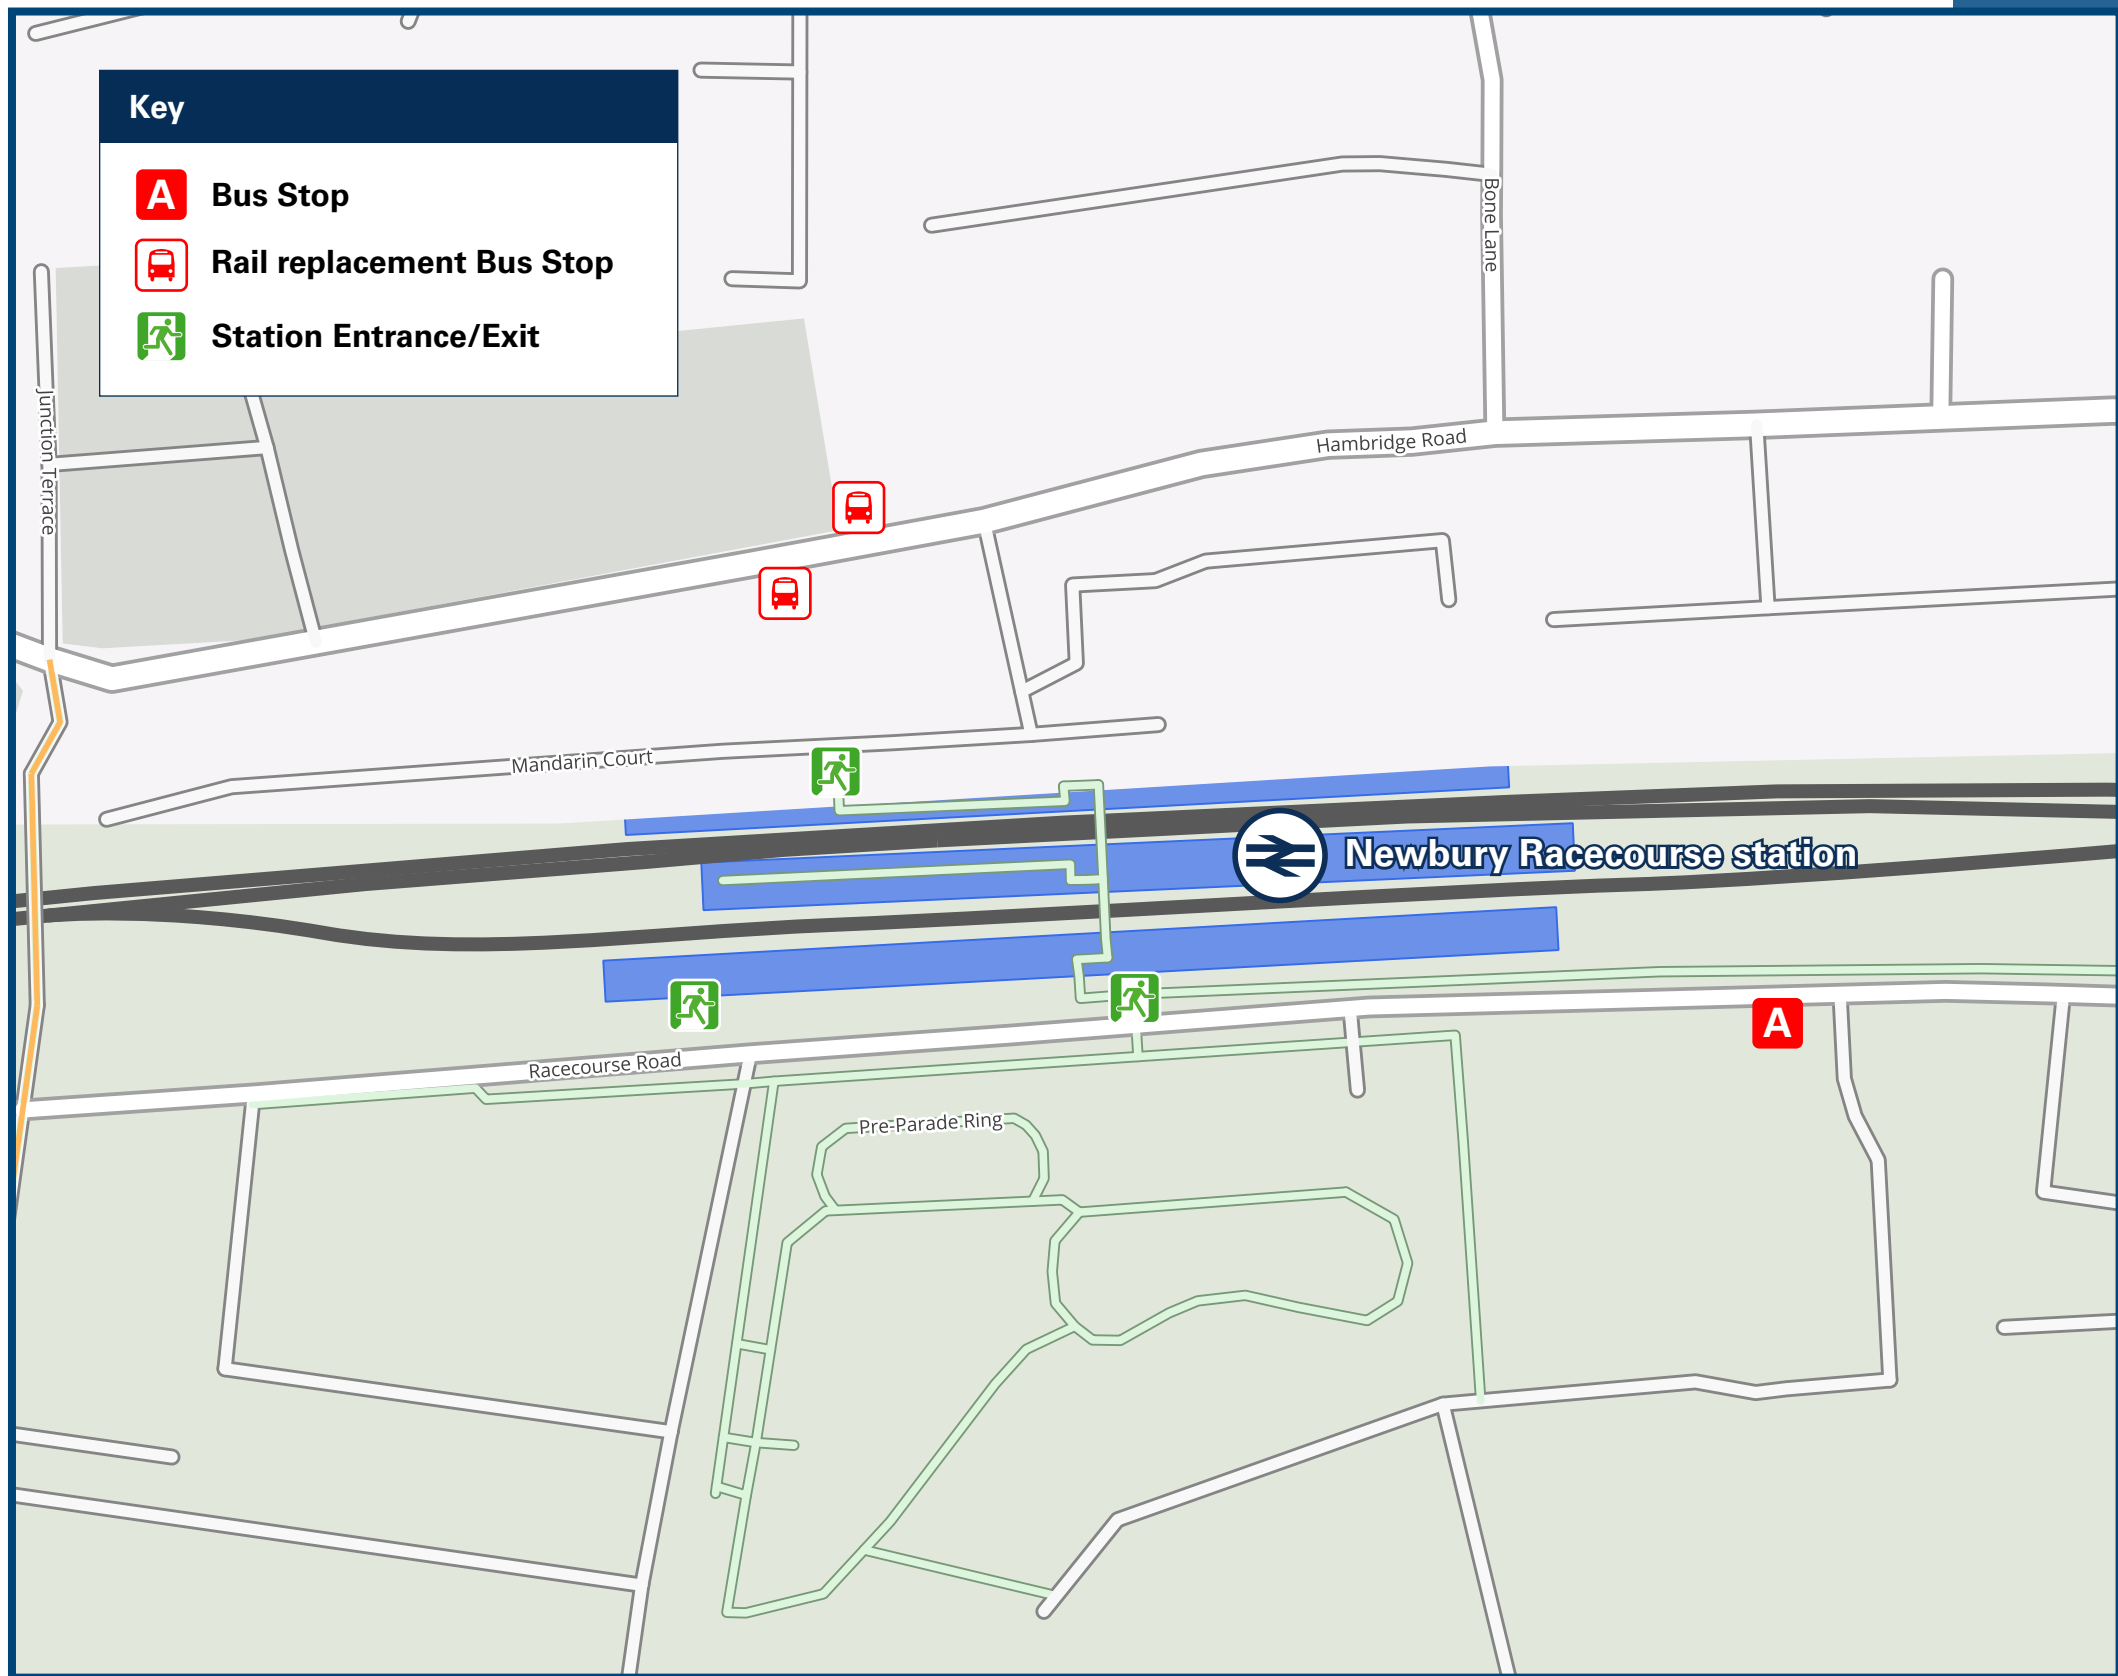 Key
A Bus Stop
Rail replacement Bus Stop
Station Entrance/Exit
Bone Lane
Junction Terrace
Hambridge Road
Mandarin Court
Newbury Racecourse station
A
Racecourse Road
Pre-Parade Ring